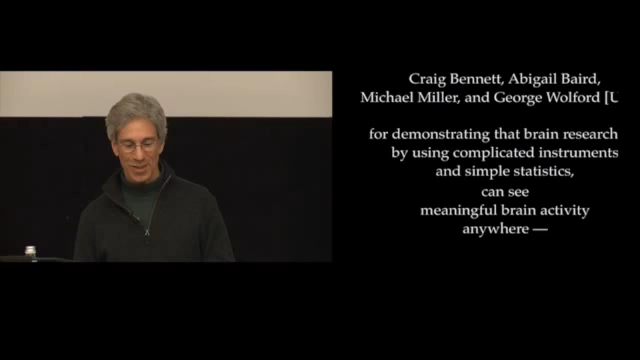 Craig Bennett, Abigail Baird,
Michael Miller, and George Wolford [U
for demonstrating that brain research
by using complicated instruments
and simple statistics,
can see
meaningful brain activity
anywhere —